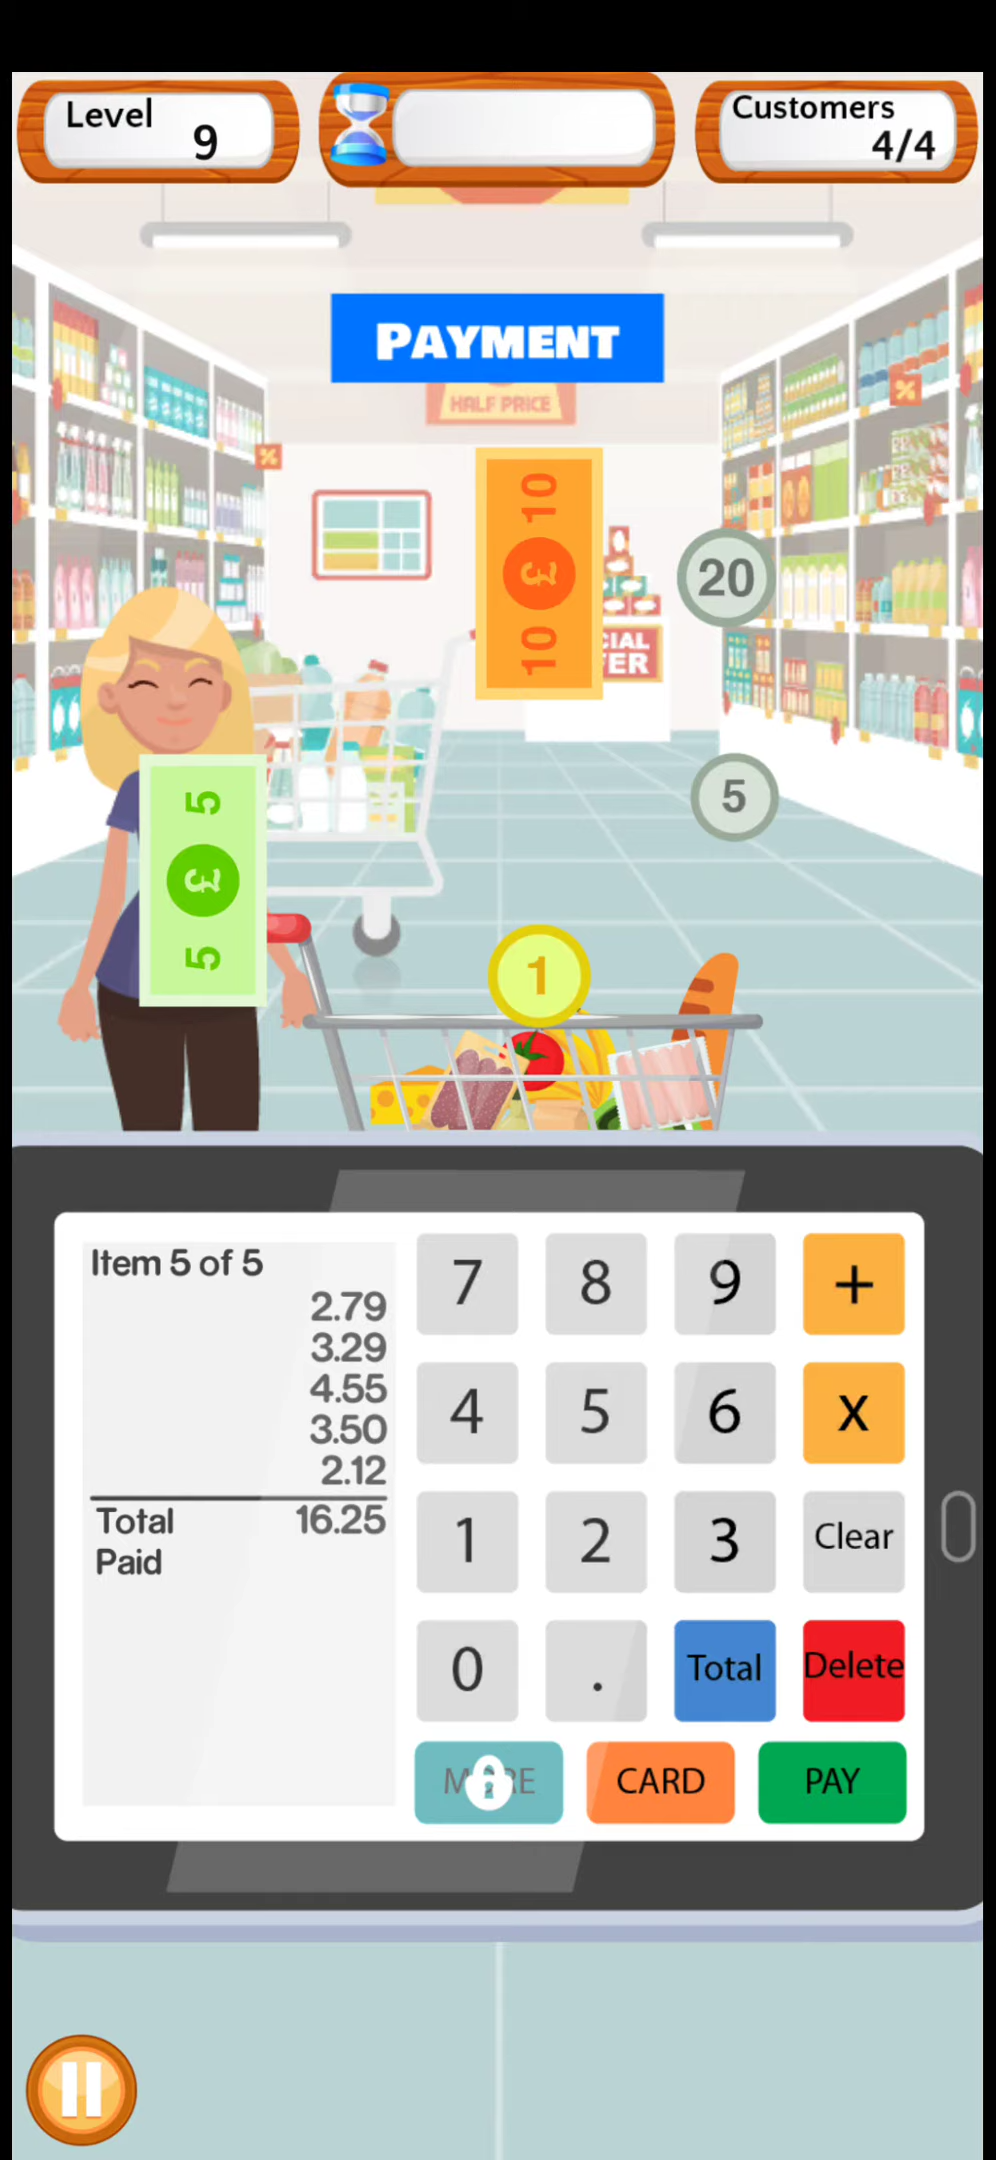 Level
9
Customers
4/4
PAYMENT
HALF PRICE
%
%
10
£
10
20
CIAL
FER
5
£
5
5
1
Item 5 of 5
2.79
3.29
4.55
3.50
2.12
Total 16.25
Paid
7 8 9 +
4 5 6 X
1 2 3 Clear
0 . Total Delete
MORE CARD PAY